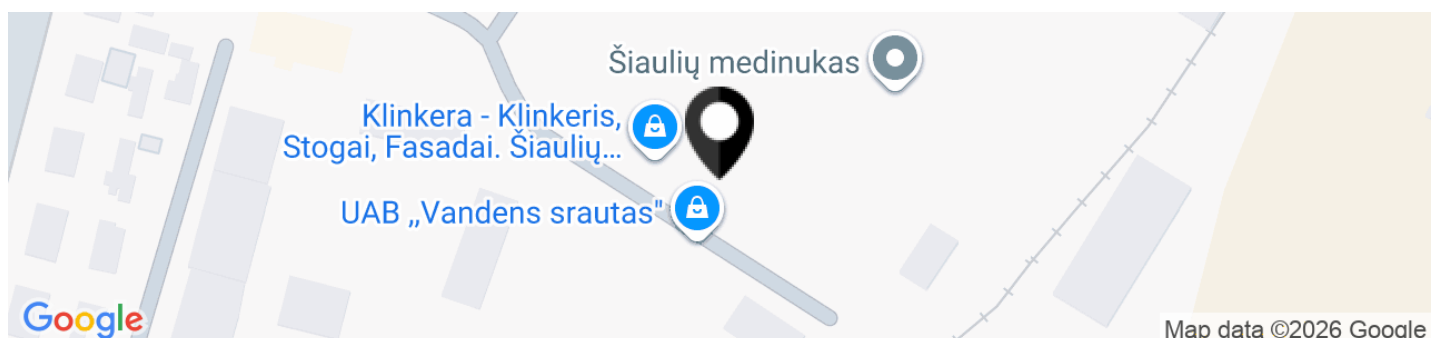 Šiaulių medinukas
Klinkera - Klinkeris,
Stogai, Fasadai. Šiaulių...
UAB ,,Vandens srautas"
Google
Map data ©2026 Google